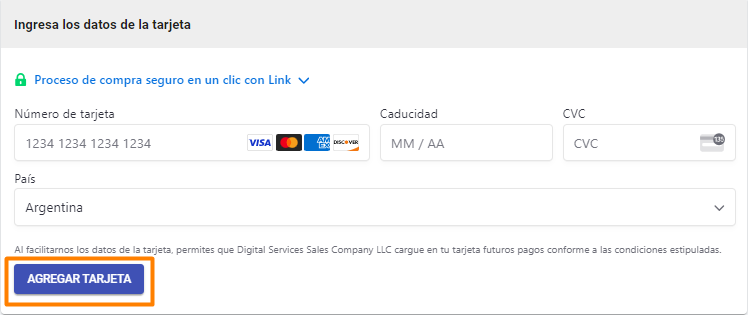 Ingresa los datos de la tarjeta
Proceso de compra seguro en un clic con Link
Número de tarjeta
Caducidad
CVC
1234 1234 1234 1234
VISA
AM EX
DISCOVER
MM / AA
CVC
135
País
Argentina
Al facilitarnos los datos de la tarjeta, permites que Digital Services Sales Company LLC cargue en tu tarjeta futuros pagos conforme a las condiciones estipuladas.
AGREGAR TARJETA